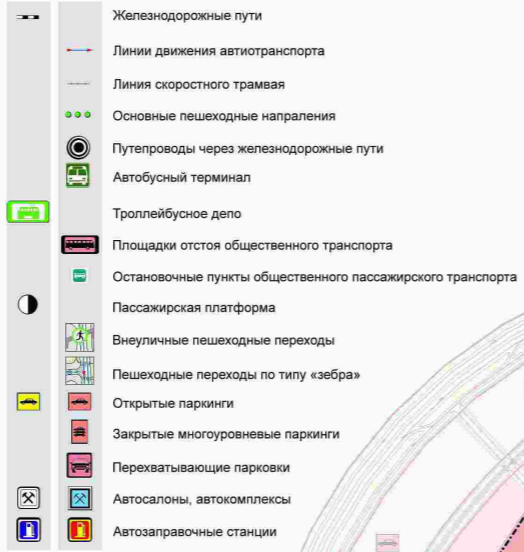 Железнодорожные пути
Линии движения автиотранспорта
Линия скоростного трамвая
Основные пешеходные напраления
Путепроводы через железнодорожные пути
Автобусный терминал
Троллейбусное депо
Площадки отстоя общественного транспорта
Остановочные пункты общественного пассажирского транспорта
Пассажирская платформа
Внеуличные пешеходные переходы
Пешеходные переходы по типу «зебра»
Открытые паркинги
Закрытые многоуровневые паркинги
Перехватывающие парковки
Автосалоны, автокомплексы
Автозаправочные станции